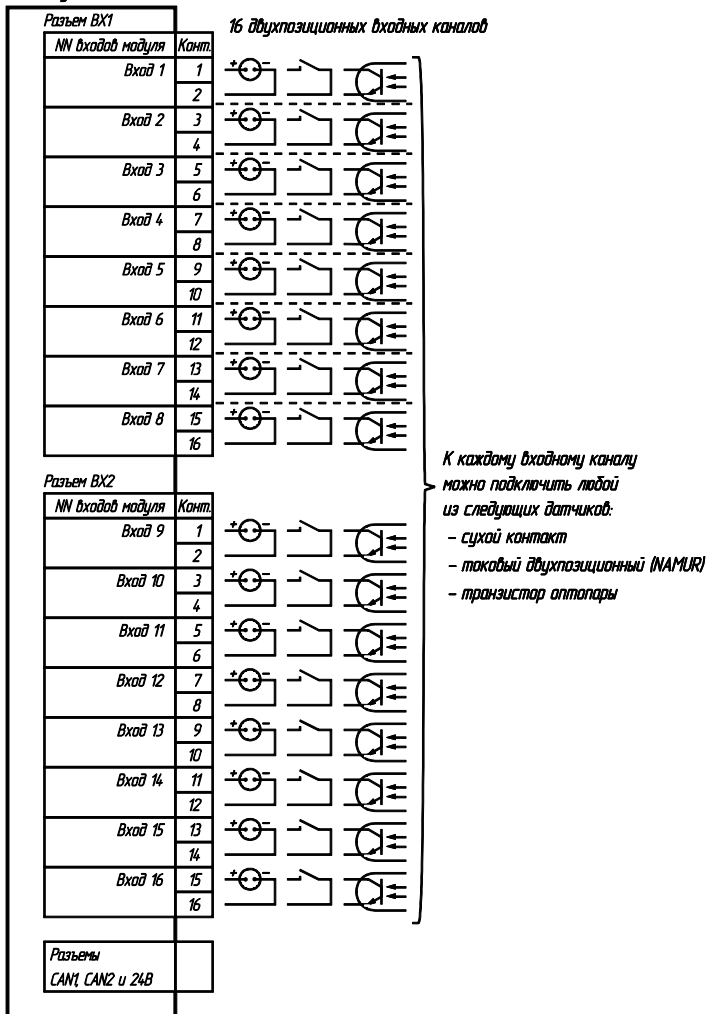 Разъем ВХ1
16 двухпозиционных входных каналов
NN входов модуля Конт.
Вход 1 1
2
Вход 2 3
4
Вход 3 5
6
Вход 4 7
8
Вход 5 9
10
Вход 6 11
12
Вход 7 13
14
Вход 8 15
16
К каждому входному каналу
можно подключить любой
из следующих датчиков:
- сухой контакт
- токовый двухпозиционный (NAMUR)
- транзистор оптопары
Разъем ВХ2
NN входов модуля Конт.
Вход 9 1
2
Вход 10 3
4
Вход 11 5
6
Вход 12 7
8
Вход 13 9
10
Вход 14 11
12
Вход 15 13
14
Вход 16 15
16
Разъемы
CAN1, CAN2 и 24В